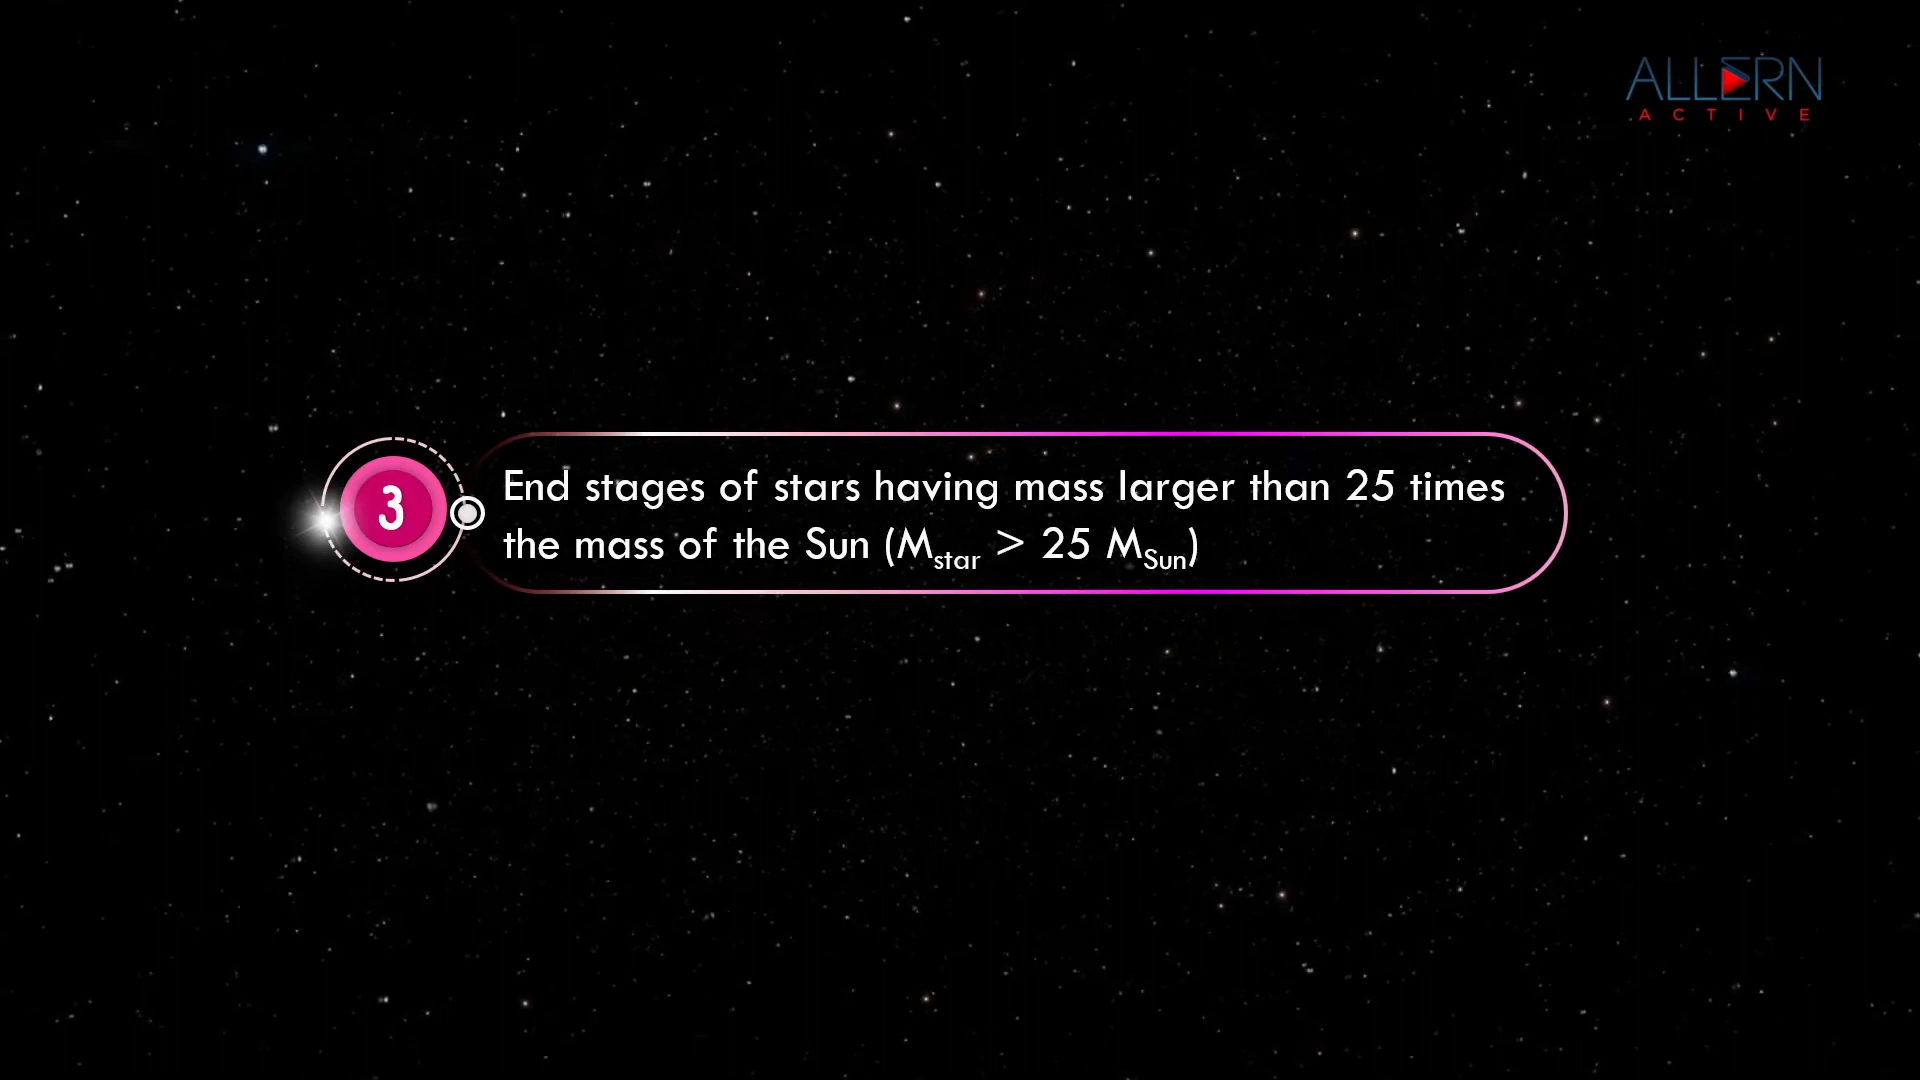 ALLERN
ACTIVE
3
End stages of stars having mass larger than 25 times
the mass of the Sun (Mstar > 25 MSun)